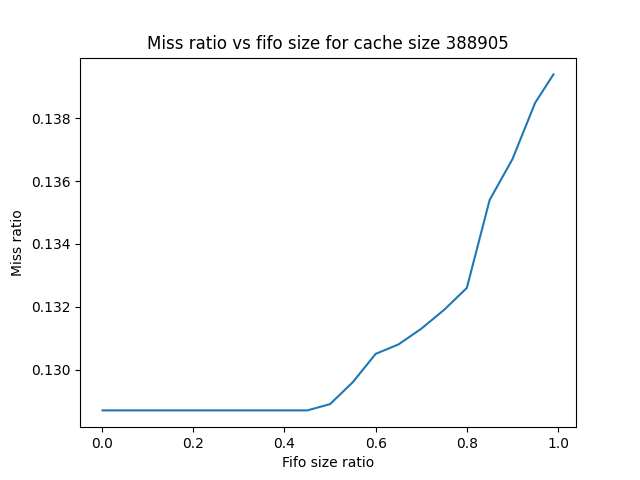 Miss ratio vs fifo size for cache size 388905
0.138
0.136
0.134
0.132
0.130
Miss ratio
0.0 0.2 0.4 0.6 0.8 1.0
Fifo size ratio